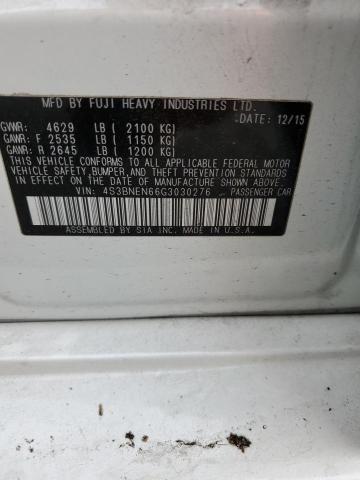 MFD BY FUJI HEAVY INDUSTRIES LTD.
DATE: 12/15
GVWR: 4629 LB ( 2100 KG)
GAWR: F 2535 LB ( 1150 KG)
GAWR: R 2645 LB ( 1200 KG)
THIS VEHICLE CONFORMS TO ALL APPLICABLE FEDERAL MOTOR
VEHICLE SAFETY, BUMPER, AND THEFT PREVENTION STANDARDS
IN EFFECT ON THE DATE OF MANUFACTURE SHOWN ABOVE.
VIN: 4S3BNEN66G3030276 PASSENGER CAR
ASSEMBLED BY SIA INC. MADE IN U.S.A.